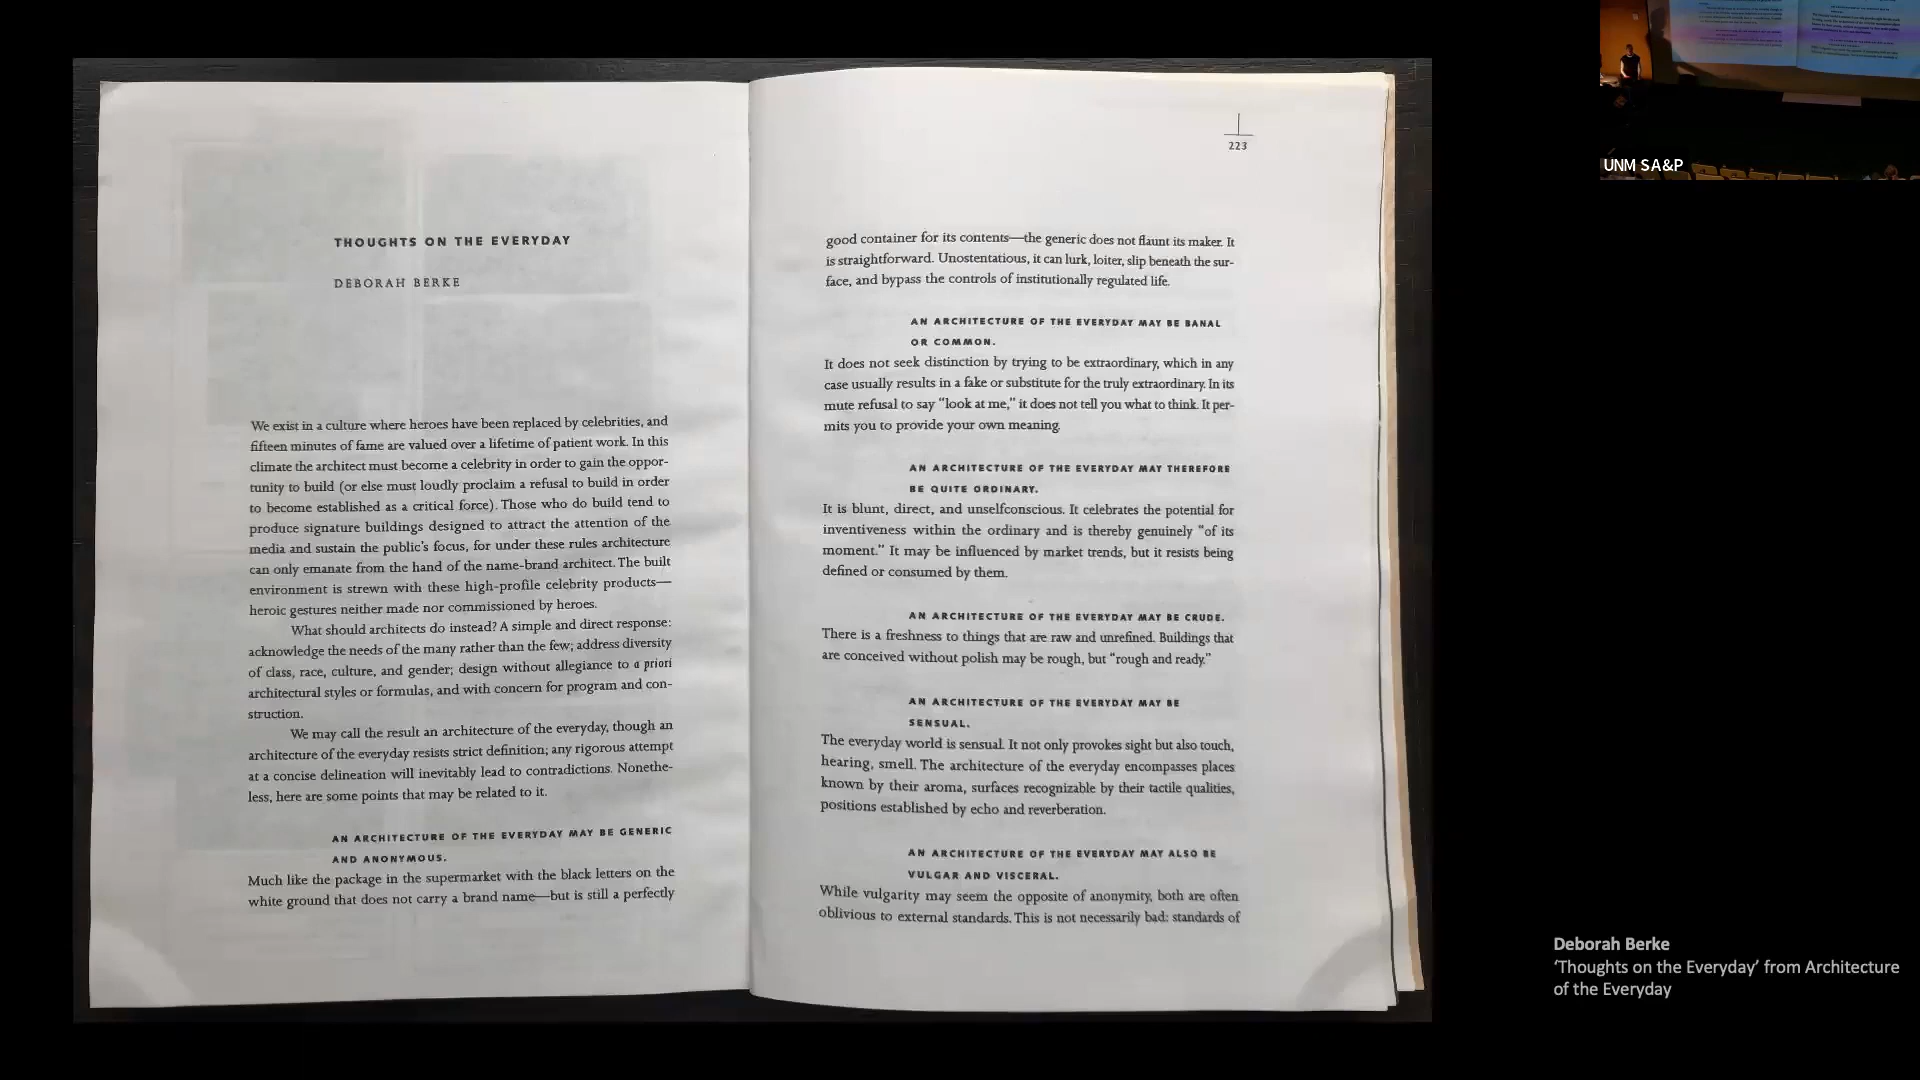 THOUGHTS ON THE EVERYDAY
DEBORAH BERKE
We exist in a culture where heroes have been replaced by celebrities, and
fifteen minutes of fame are valued over a lifetime of patient work. In this
climate the architect must become a celebrity in order to gain the oppor-
tunity to build (or else must loudly proclaim a refusal to build in order
to become established as a critical force). Those who do build tend to
produce signature buildings designed to attract the attention of the
media and sustain the public's focus, for under these rules architecture
can only emanate from the hand of the name-brand architect. The built
environment is strewn with these high-profile celebrity products—
heroic gestures neither made nor commissioned by heroes.
What should architects do instead? A simple and direct response:
acknowledge the needs of the many rather than the few; address diversity
of class, race, culture, and gender; design without allegiance to a priori
architectural styles or formulas, and with concern for program and con-
struction.
We may call the result an architecture of the everyday, though an
architecture of the everyday resists strict definition; any rigorous attempt
at a concise delineation will inevitably lead to contradictions. Nonethe-
less, here are some points that may be related to it.
AN ARCHITECTURE OF THE EVERYDAY MAY BE GENERIC
AND ANONYMOUS.
Much like the package in the supermarket with the black letters on the
white ground that does not carry a brand name—but is still a perfectly
223
good container for its contents—the generic does not flaunt its maker. It
is straightforward. Unostentatious, it can lurk, loiter, slip beneath the sur-
face, and bypass the controls of institutionally regulated life.
AN ARCHITECTURE OF THE EVERYDAY MAY BE BANAL
OR COMMON.
It does not seek distinction by trying to be extraordinary, which in any
case usually results in a fake or substitute for the truly extraordinary. In its
mute refusal to say "look at me," it does not tell you what to think. It per-
mits you to provide your own meaning.
AN ARCHITECTURE OF THE EVERYDAY MAY THEREFORE
BE QUITE ORDINARY.
It is blunt, direct, and unselfconscious. It celebrates the potential for
inventiveness within the ordinary and is thereby genuinely "of its
moment." It may be influenced by market trends, but it resists being
defined or consumed by them.
AN ARCHITECTURE OF THE EVERYDAY MAY BE CRUDE.
There is a freshness to things that are raw and unrefined. Buildings that
are conceived without polish may be rough, but "rough and ready."
AN ARCHITECTURE OF THE EVERYDAY MAY BE
SENSUAL.
The everyday world is sensual. It not only provokes sight but also touch,
hearing, smell. The architecture of the everyday encompasses places
known by their aroma, surfaces recognizable by their tactile qualities,
positions established by echo and reverberation.
AN ARCHITECTURE OF THE EVERYDAY MAY ALSO BE
VULGAR AND VISCERAL.
While vulgarity may seem the opposite of anonymity, both are often
oblivious to external standards. This is not necessarily bad: standards of
UNM SA&P
Deborah Berke
'Thoughts on the Everyday' from Architecture
of the Everyday